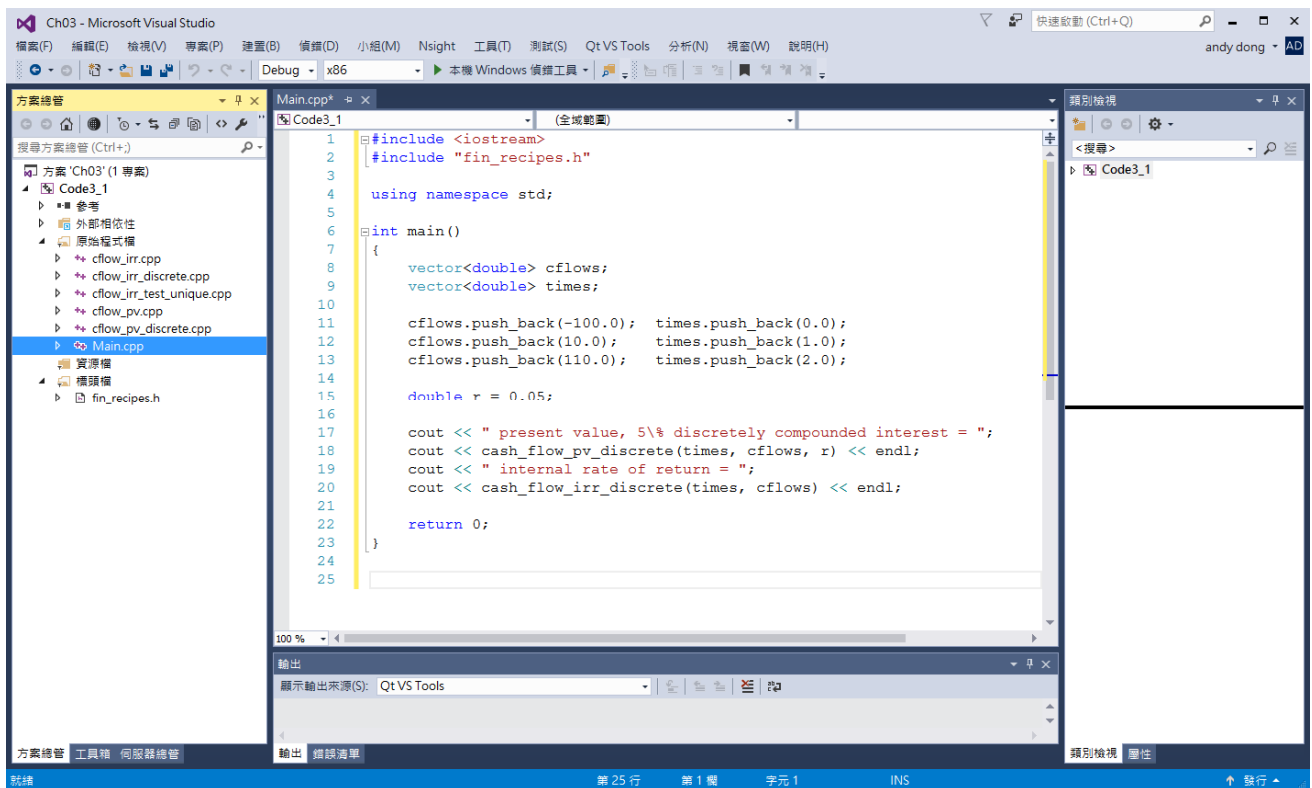 Ch03 - Microsoft Visual Studio
快速啟動 (Ctrl+Q)
檔案(F) 編輯(E) 檢視(V) 專案(P) 建置(B) 偵錯(D) 小組(M) Nsight 工具(T) 測試(S) Qt VS Tools 分析(N) 視窗(W) 說明(H)
andy dong AD
Debug x86 本機 Windows 偵錯工具
方案總管
搜尋方案總管 (Ctrl+;)
方案 'Ch03' (1 專案)
Code3_1
參考
外部相依性
原始程式檔
cflow_irr.cpp
cflow_irr_discrete.cpp
cflow_irr_test_unique.cpp
cflow_pv.cpp
cflow_pv_discrete.cpp
Main.cpp
資源檔
標頭檔
fin_recipes.h
方案總管 工具箱 伺服器總管
Main.cpp*
Code3_1 (全域範圍)
1 #include <iostream>
2 #include "fin_recipes.h"
3
4 using namespace std;
5
6 int main()
7 {
8 vector<double> cflows;
9 vector<double> times;
10
11 cflows.push_back(-100.0); times.push_back(0.0);
12 cflows.push_back(10.0); times.push_back(1.0);
13 cflows.push_back(110.0); times.push_back(2.0);
14
15 double r = 0.05;
16
17 cout << " present value, 5\% discretely compounded interest = ";
18 cout << cash_flow_pv_discrete(times, cflows, r) << endl;
19 cout << " internal rate of return = ";
20 cout << cash_flow_irr_discrete(times, cflows) << endl;
21
22 return 0;
23 }
24
25
100 %
輸出
顯示輸出來源(S): Qt VS Tools
輸出 錯誤清單
類別檢視
<搜尋>
Code3_1
類別檢視 屬性
就緒 第 25 行 第 1 欄 字元 1 INS 發行